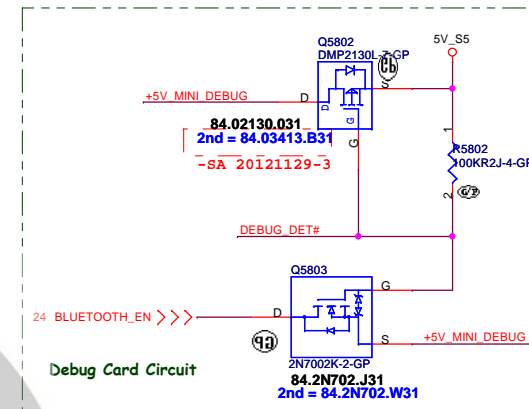 Q5802
DMP2130L-7-GP
5V_S5
+5V_MINI_DEBUG
D
S
D
G
84.02130.031
2nd = 84.03413.B31
G
-SA 20121129-3
1
R5802
100KR2J-4-GP
2
DEBUG_DET#
Q5803
G
24 BLUETOOTH_EN
D
S
+5V_MINI_DEBUG
2N7002K-2-GP
Debug Card Circuit
84.2N702.J31
2nd = 84.2N702.W31